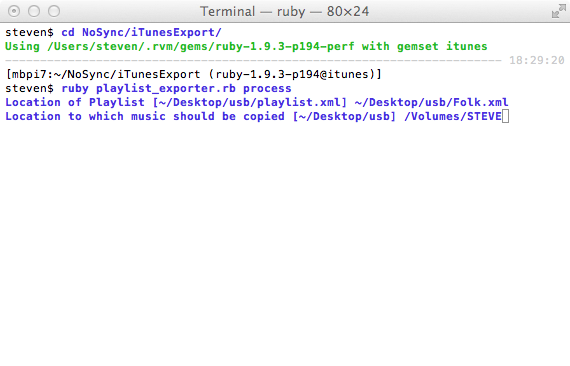 Terminal — ruby — 80×24
steven$ cd NoSync/iTunesExport/
Using /Users/steven/.rvm/gems/ruby-1.9.3-p194-perf with gemset itunes
------------------------------------------------------------------------ 18:29:20
[mbpi7:~/NoSync/iTunesExport (ruby-1.9.3-p194@itunes)]
steven$ ruby playlist_exporter.rb process
Location of Playlist [~/Desktop/usb/playlist.xml] ~/Desktop/usb/Folk.xml
Location to which music should be copied [~/Desktop/usb] /Volumes/STEVE